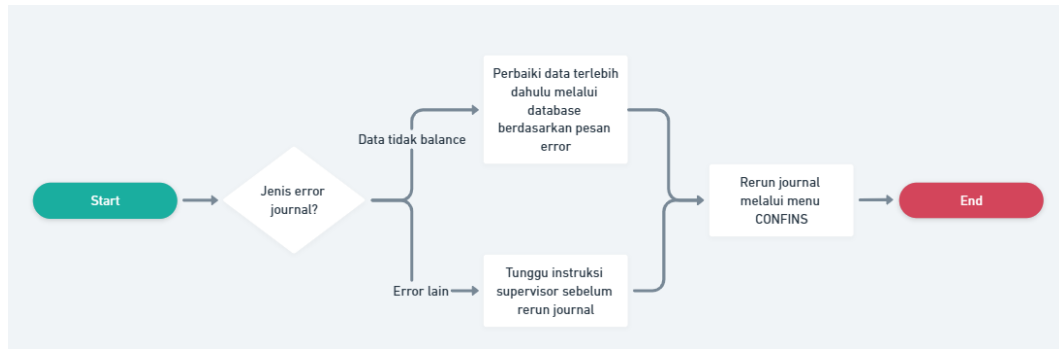 Start
Jenis error
journal?
Data tidak balance
Perbaiki data terlebih
dahulu melalui
database
berdasarkan pesan
error
Error lain
Tunggu instruksi
supervisor sebelum
rerun journal
Rerun journal
melalui menu
CONFINS
End